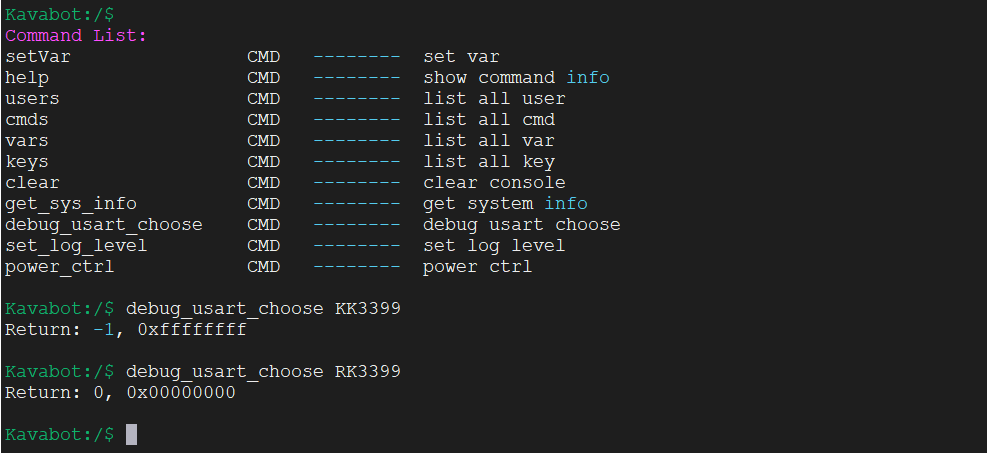 Kavabot:/$
Command List:
setVar CMD -------- set var
help CMD -------- show command info
users CMD -------- list all user
cmds CMD -------- list all cmd
vars CMD -------- list all var
keys CMD -------- list all key
clear CMD -------- clear console
get_sys_info CMD -------- get system info
debug_usart_choose CMD -------- debug usart choose
set_log_level CMD -------- set log level
power_ctrl CMD -------- power ctrl
Kavabot:/$ debug_usart_choose KK3399
Return: -1, 0xffffffff
Kavabot:/$ debug_usart_choose RK3399
Return: 0, 0x00000000
Kavabot:/$